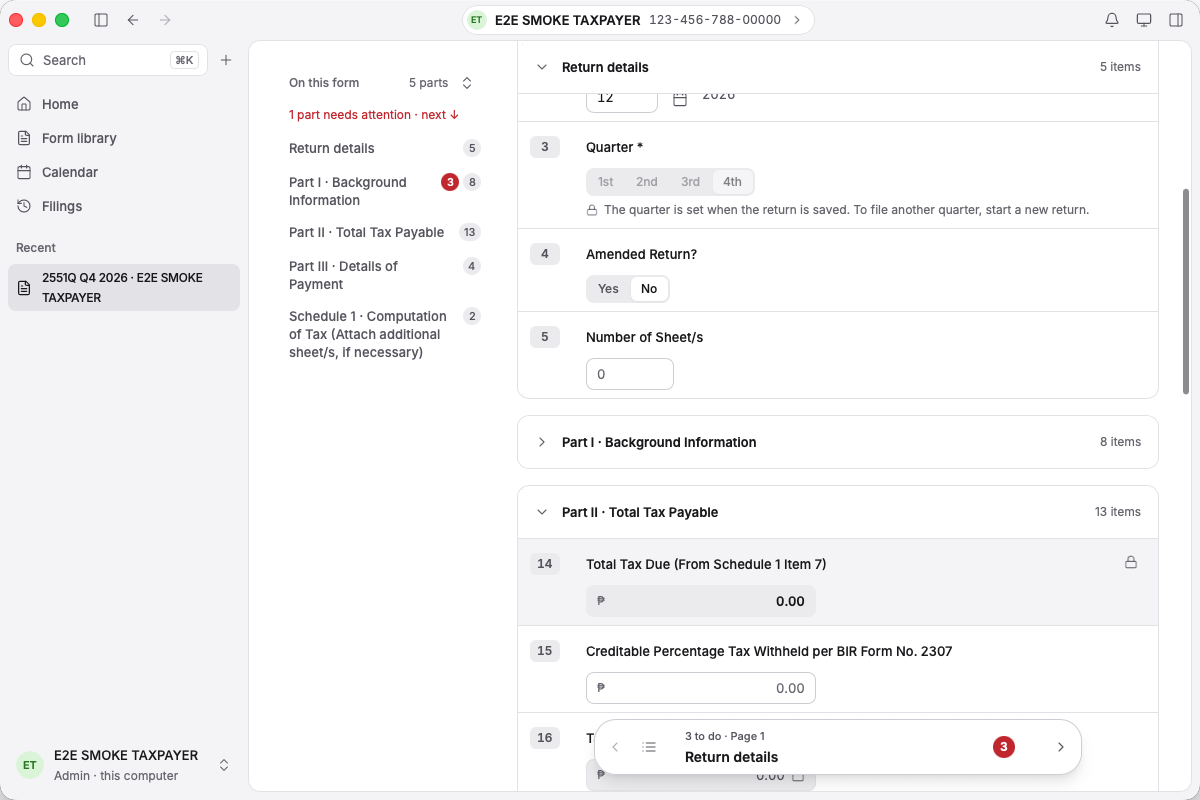 ET E2E SMOKE TAXPAYER 123-456-788-00000
Search ⌘K
Home
Form library
Calendar
Filings
Recent
2551Q Q4 2026 · E2E SMOKE
TAXPAYER
ET
E2E SMOKE TAXPAYER
Admin · this computer
On this form 5 parts
1 part needs attention · next ↓
Return details 5
Part I · Background
Information
3 8
Part II · Total Tax Payable 13
Part III · Details of
Payment
4
Schedule 1 · Computation
of Tax (Attach additional
sheet/s, if necessary)
2
Return details 5 items
12 2026
3 Quarter *
1st 2nd 3rd 4th
The quarter is set when the return is saved. To file another quarter, start a new return.
4 Amended Return?
Yes No
5 Number of Sheet/s
0
Part I · Background Information 8 items
Part II · Total Tax Payable 13 items
14 Total Tax Due (From Schedule 1 Item 7)
₱ 0.00
15 Creditable Percentage Tax Withheld per BIR Form No. 2307
₱ 0.00
16
₱ 0.00
3 to do · Page 1
Return details
3